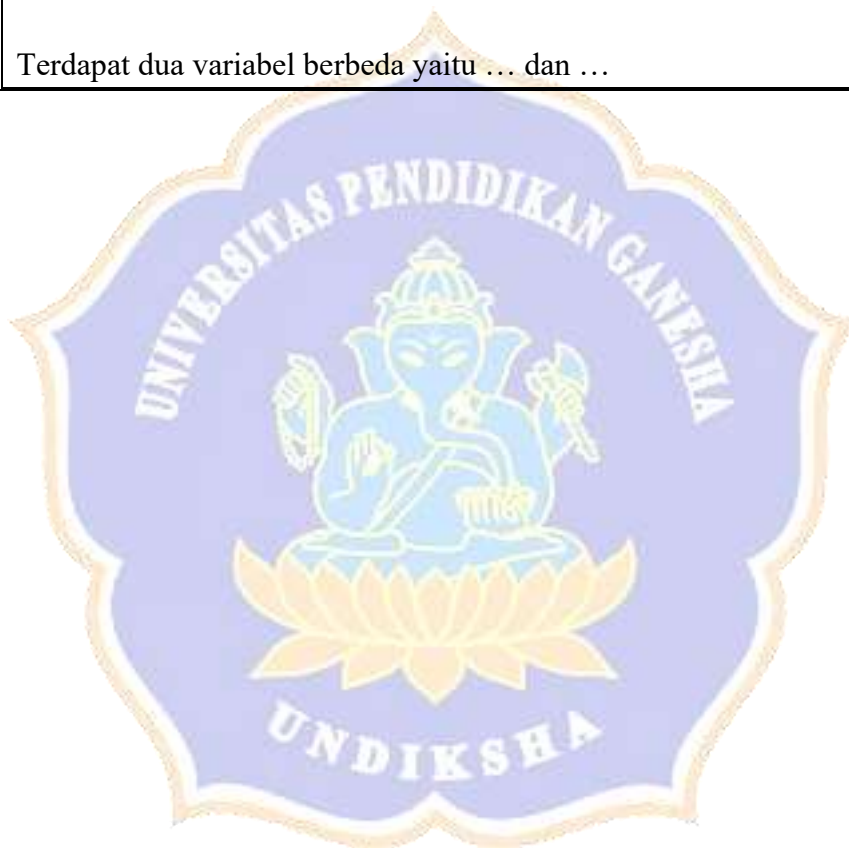 Terdapat dua variabel berbeda yaitu … dan …
UNIVERSITAS PENDIDIKAN GANESHA
UNDIKSHA